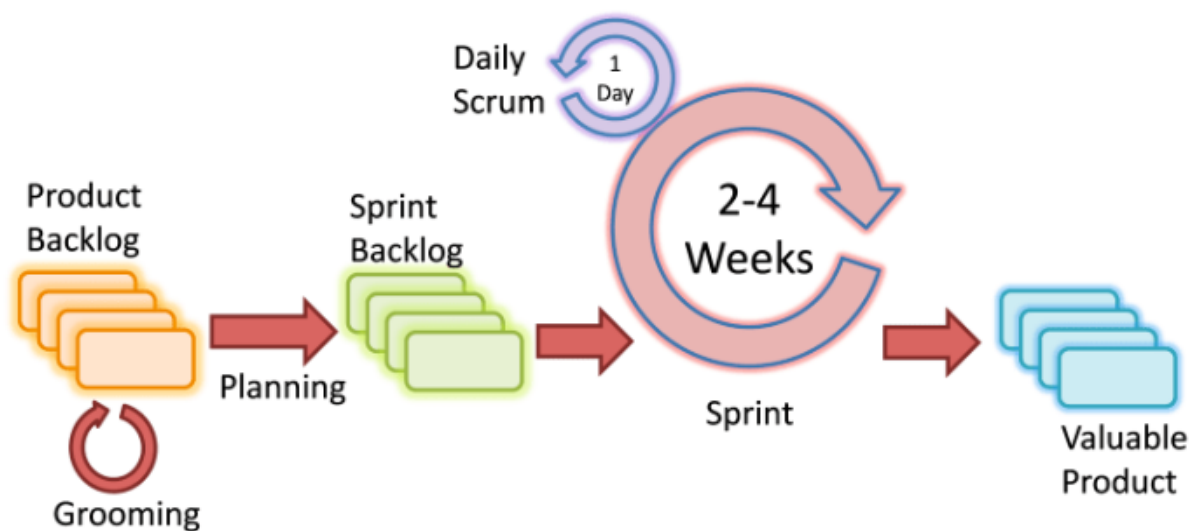 Product
Backlog
Grooming
Planning
Sprint
Backlog
Daily
Scrum
1
Day
2-4
Weeks
Sprint
Valuable
Product